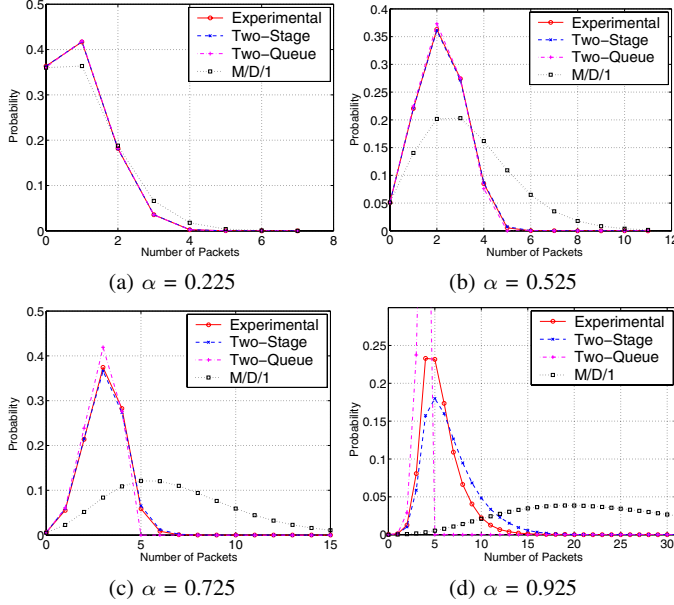 0.5
0.4
0.3
0.2
0.1
0
Probability
0 2 4 6 8
Number of Packets
Experimental
Two-Stage
Two-Queue
M/D/1
(a) α = 0.225
0.4
0.35
0.3
0.25
0.2
0.15
0.1
0.05
0
Probability
0 2 4 6 8 10 12
Number of Packets
Experimental
Two-Stage
Two-Queue
M/D/1
(b) α = 0.525
0.5
0.4
0.3
0.2
0.1
0
Probability
0 5 10 15
Number of Packets
Experimental
Two-Stage
Two-Queue
M/D/1
(c) α = 0.725
0.25
0.2
0.15
0.1
0.05
0
Probability
0 5 10 15 20 25 30
Number of Packets
Experimental
Two-Stage
Two-Queue
M/D/1
(d) α = 0.925